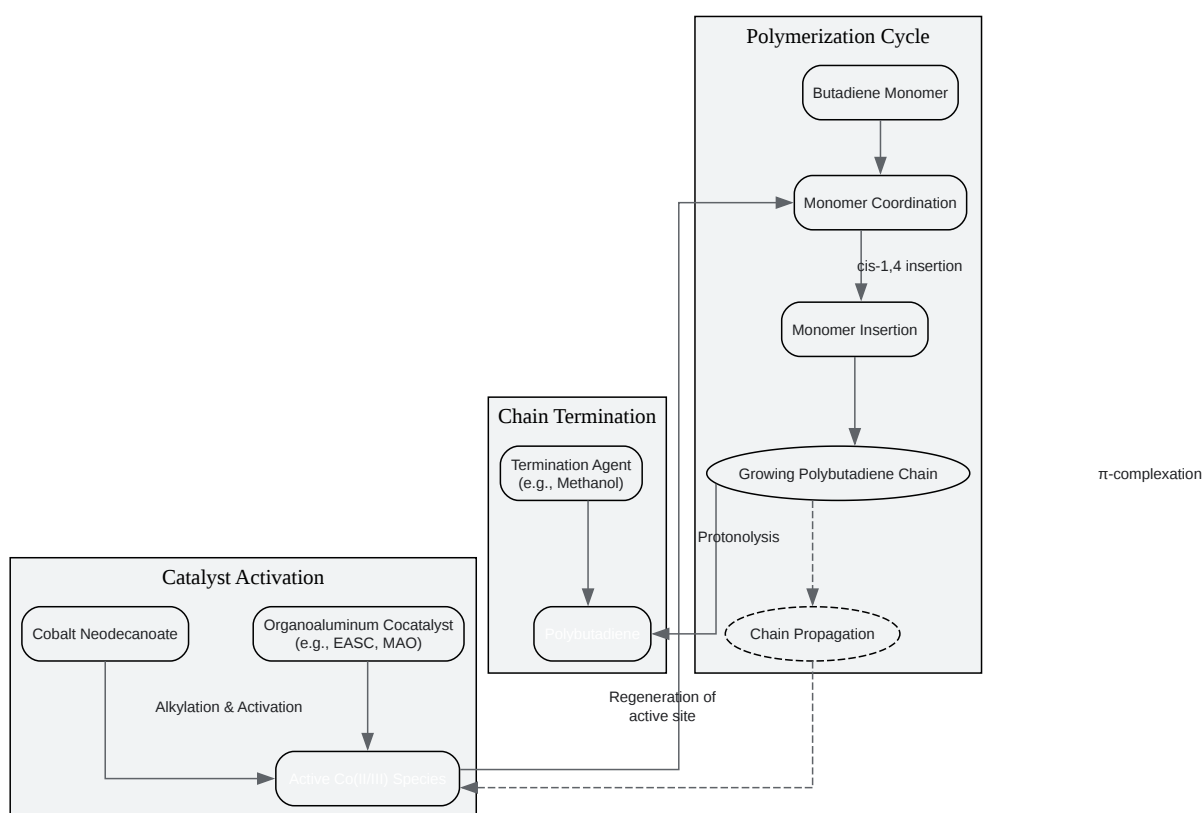 Polymerization Cycle
Butadiene Monomer
Monomer Coordination
cis-1,4 insertion
Monomer Insertion
Growing Polybutadiene Chain
π-complexation
Chain Propagation
Chain Termination
Termination Agent
(e.g., Methanol)
Protonolysis
Polybutadiene
Regeneration of
active site
Catalyst Activation
Cobalt Neodecanoate
Organoaluminum Cocatalyst
(e.g., EASC, MAO)
Alkylation & Activation
Active Co(II/III) Species